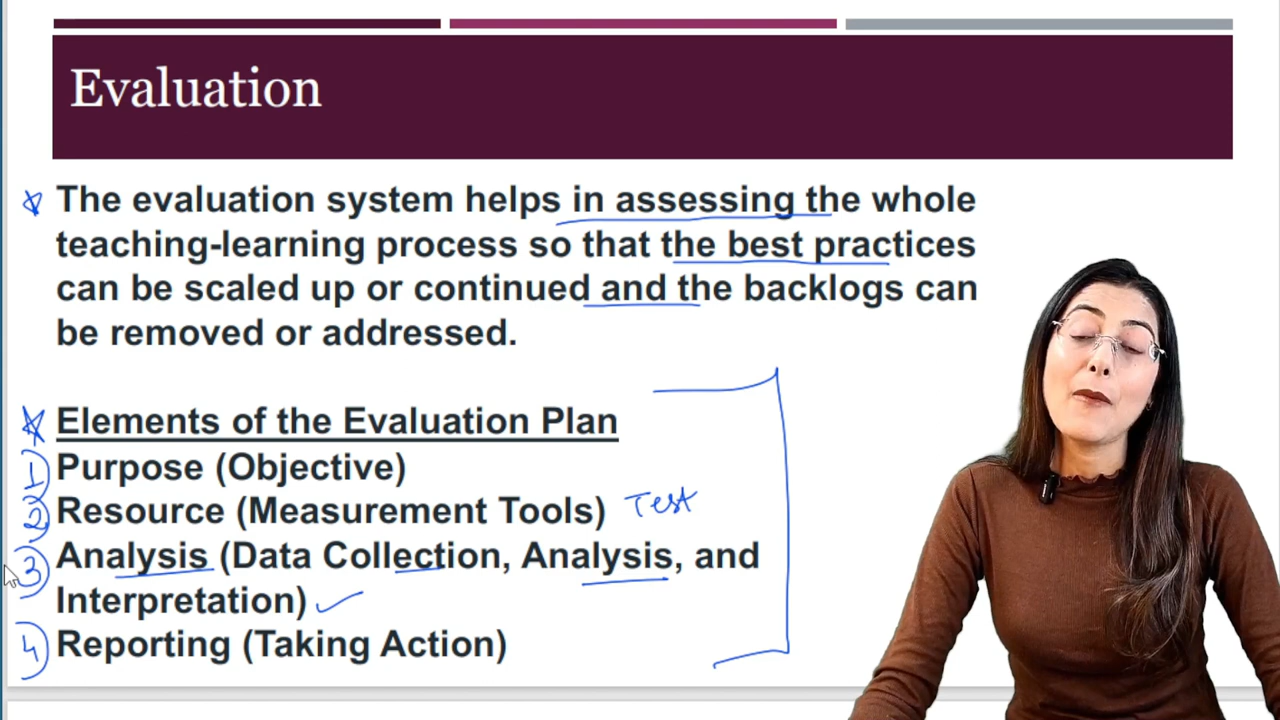 Evaluation
The evaluation system helps in assessing the whole
teaching-learning process so that the best practices
can be scaled up or continued and the backlogs can
be removed or addressed.
Elements of the Evaluation Plan
1 Purpose (Objective)
2 Resource (Measurement Tools) Test
3 Analysis (Data Collection, Analysis, and
Interpretation)
4 Reporting (Taking Action)